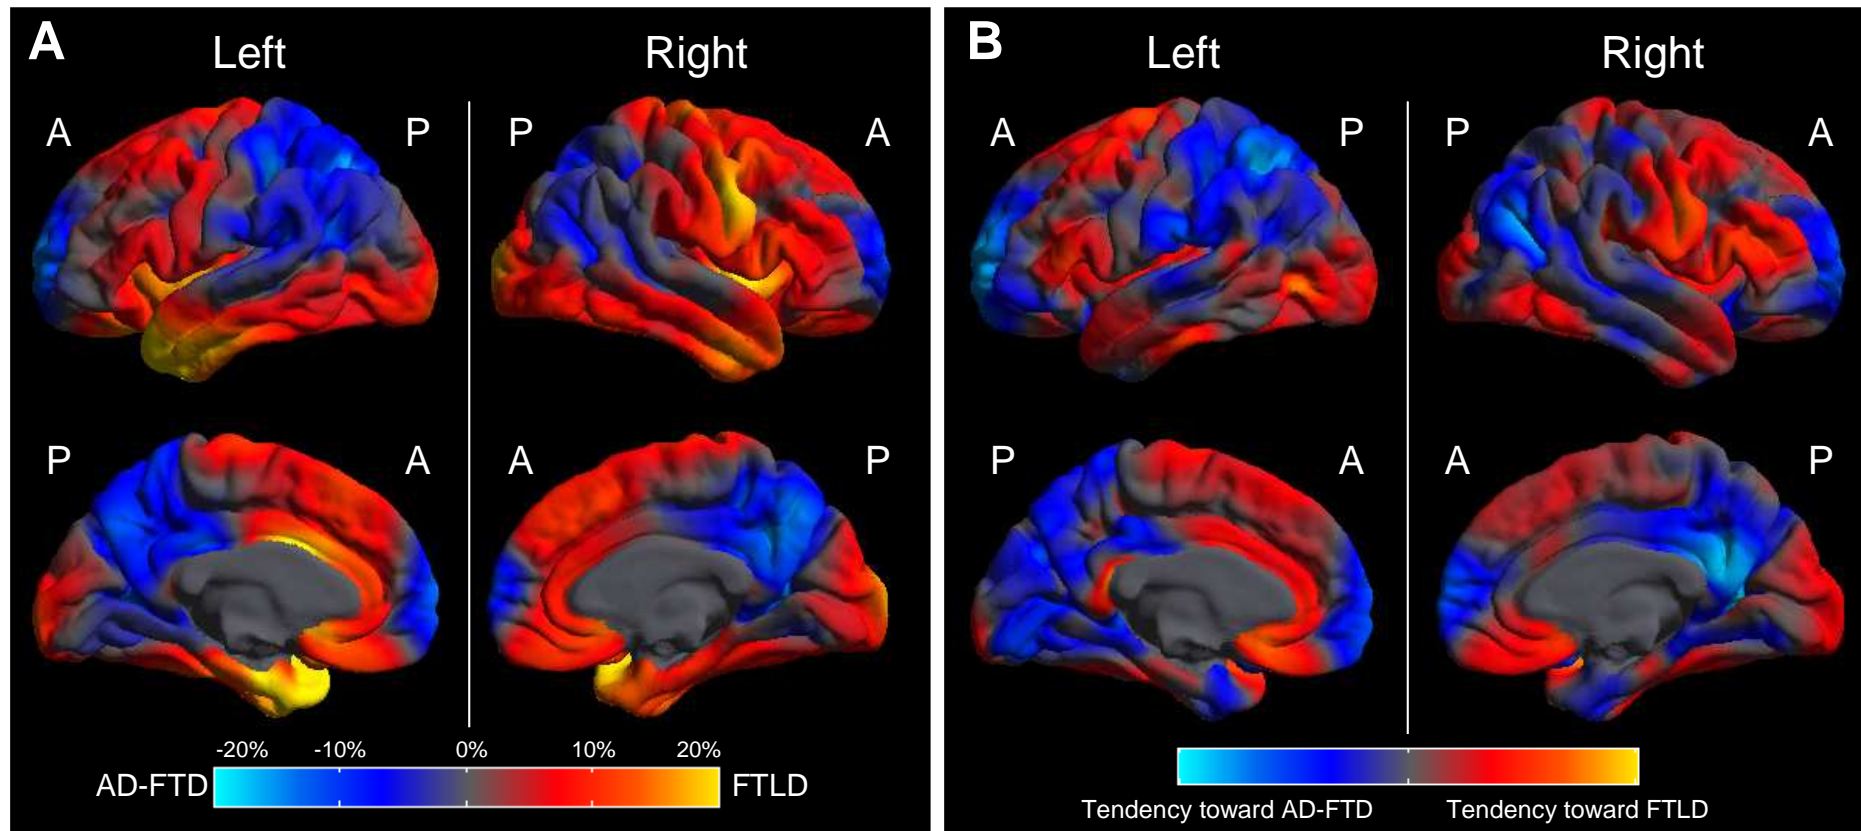 A
Left
Right
A
P
P
A
P
A
A
P
-20%
-10%
0%
10%
20%
AD-FTD
FTLD
B
Left
Right
A
P
P
A
P
A
A
P
Tendency toward AD-FTD
Tendency toward FTLD